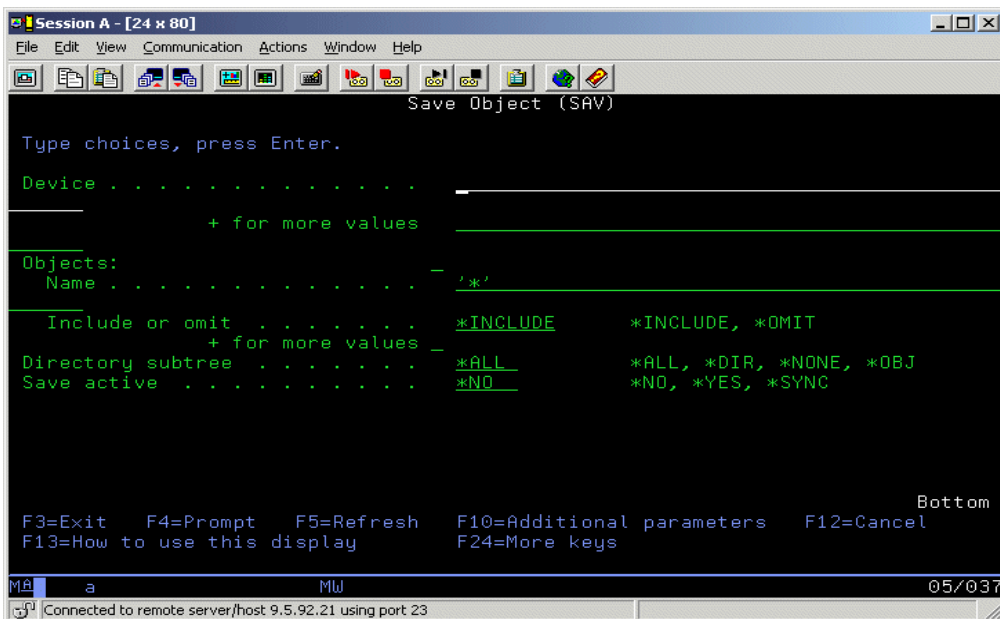 Session A - [24 x 80]
File Edit View Communication Actions Window Help
Save Object (SAV)
Type choices, press Enter.
Device . . . . . . . . . . . . .
+ for more values
Objects:
Name . . . . . . . . . . . . . '*'
Include or omit . . . . . . . *INCLUDE *INCLUDE, *OMIT
+ for more values
Directory subtree . . . . . . . *ALL *ALL, *DIR, *NONE, *OBJ
Save active . . . . . . . . . . *NO *NO, *YES, *SYNC
Bottom
F3=Exit F4=Prompt F5=Refresh F10=Additional parameters F12=Cancel
F13=How to use this display F24=More keys
MA a MW 05/037
Connected to remote server/host 9.5.92.21 using port 23